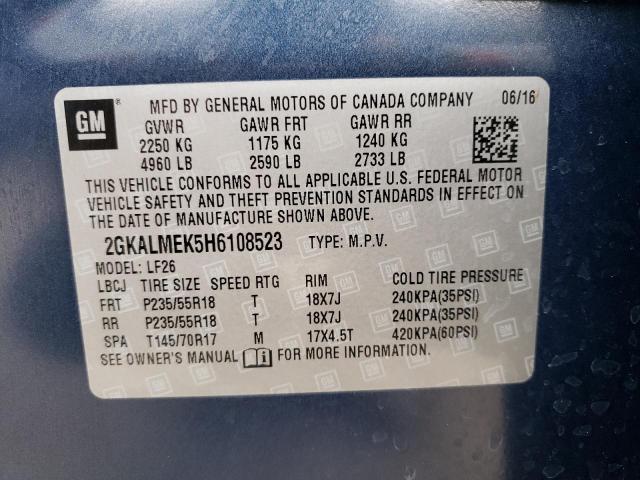 GM ® MFD BY GENERAL MOTORS OF CANADA COMPANY 06/16
GVWR GAWR FRT GAWR RR
2250 KG 1175 KG 1240 KG
4960 LB 2590 LB 2733 LB
THIS VEHICLE CONFORMS TO ALL APPLICABLE U.S. FEDERAL MOTOR
VEHICLE SAFETY AND THEFT PREVENTION STANDARDS IN EFFECT ON
THE DATE OF MANUFACTURE SHOWN ABOVE.
2GKALMEK5H6108523 TYPE: M.P.V.
MODEL: LF26
LBCJ TIRE SIZE SPEED RTG RIM COLD TIRE PRESSURE
FRT P235/55R18 T 18X7J 240KPA(35PSI)
RR P235/55R18 T 18X7J 240KPA(35PSI)
SPA T145/70R17 M 17X4.5T 420KPA(60PSI)
SEE OWNER'S MANUAL FOR MORE INFORMATION.